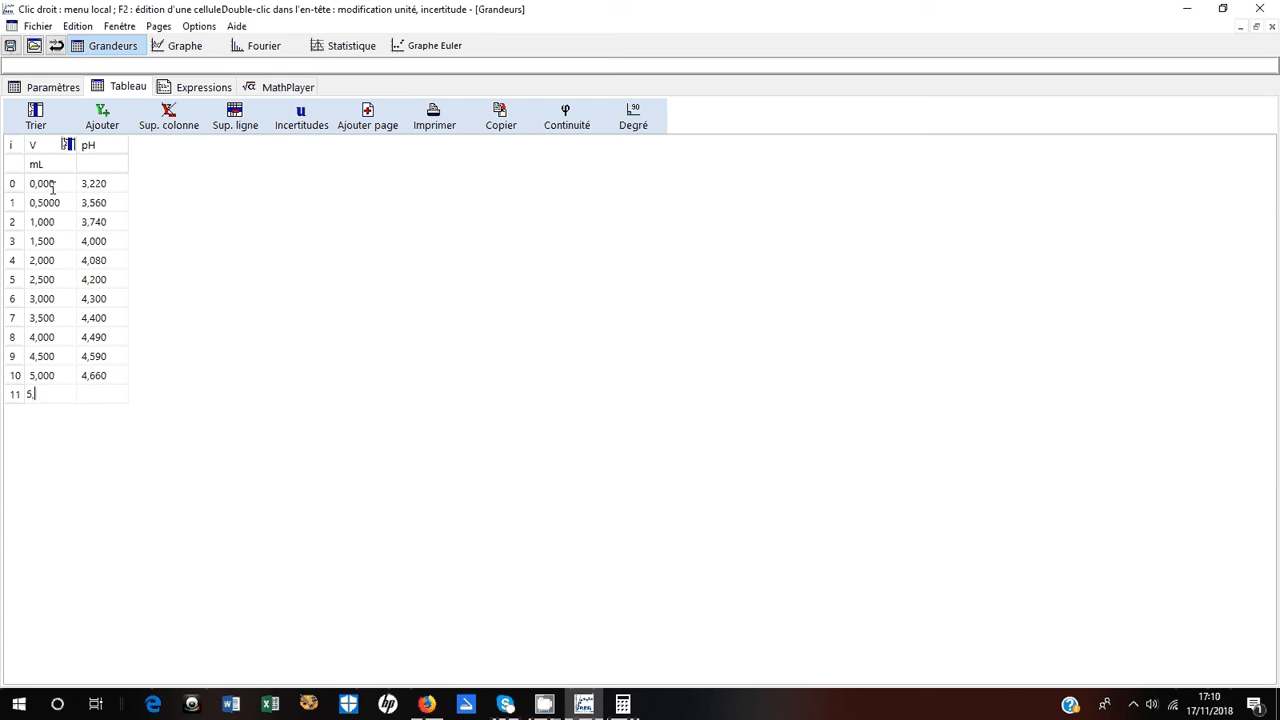 Clic droit : menu local ; F2 : édition d'une celluleDouble-clic dans l'en-tête : modification unité, incertitude - [Grandeurs]
Fichier Edition Fenêtre Pages Options Aide
Grandeurs Graphe Fourier Statistique Graphe Euler
Paramètres Tableau Expressions MathPlayer
Trier Ajouter Sup. colonne Sup. ligne Incertitudes Ajouter page Imprimer Copier Continuité Degré
i V pH
mL
0 0,000 3,220
1 0,5000 3,560
2 1,000 3,740
3 1,500 4,000
4 2,000 4,080
5 2,500 4,200
6 3,000 4,300
7 3,500 4,400
8 4,000 4,490
9 4,500 4,590
10 5,000 4,660
11 5,
17:10
17/11/2018